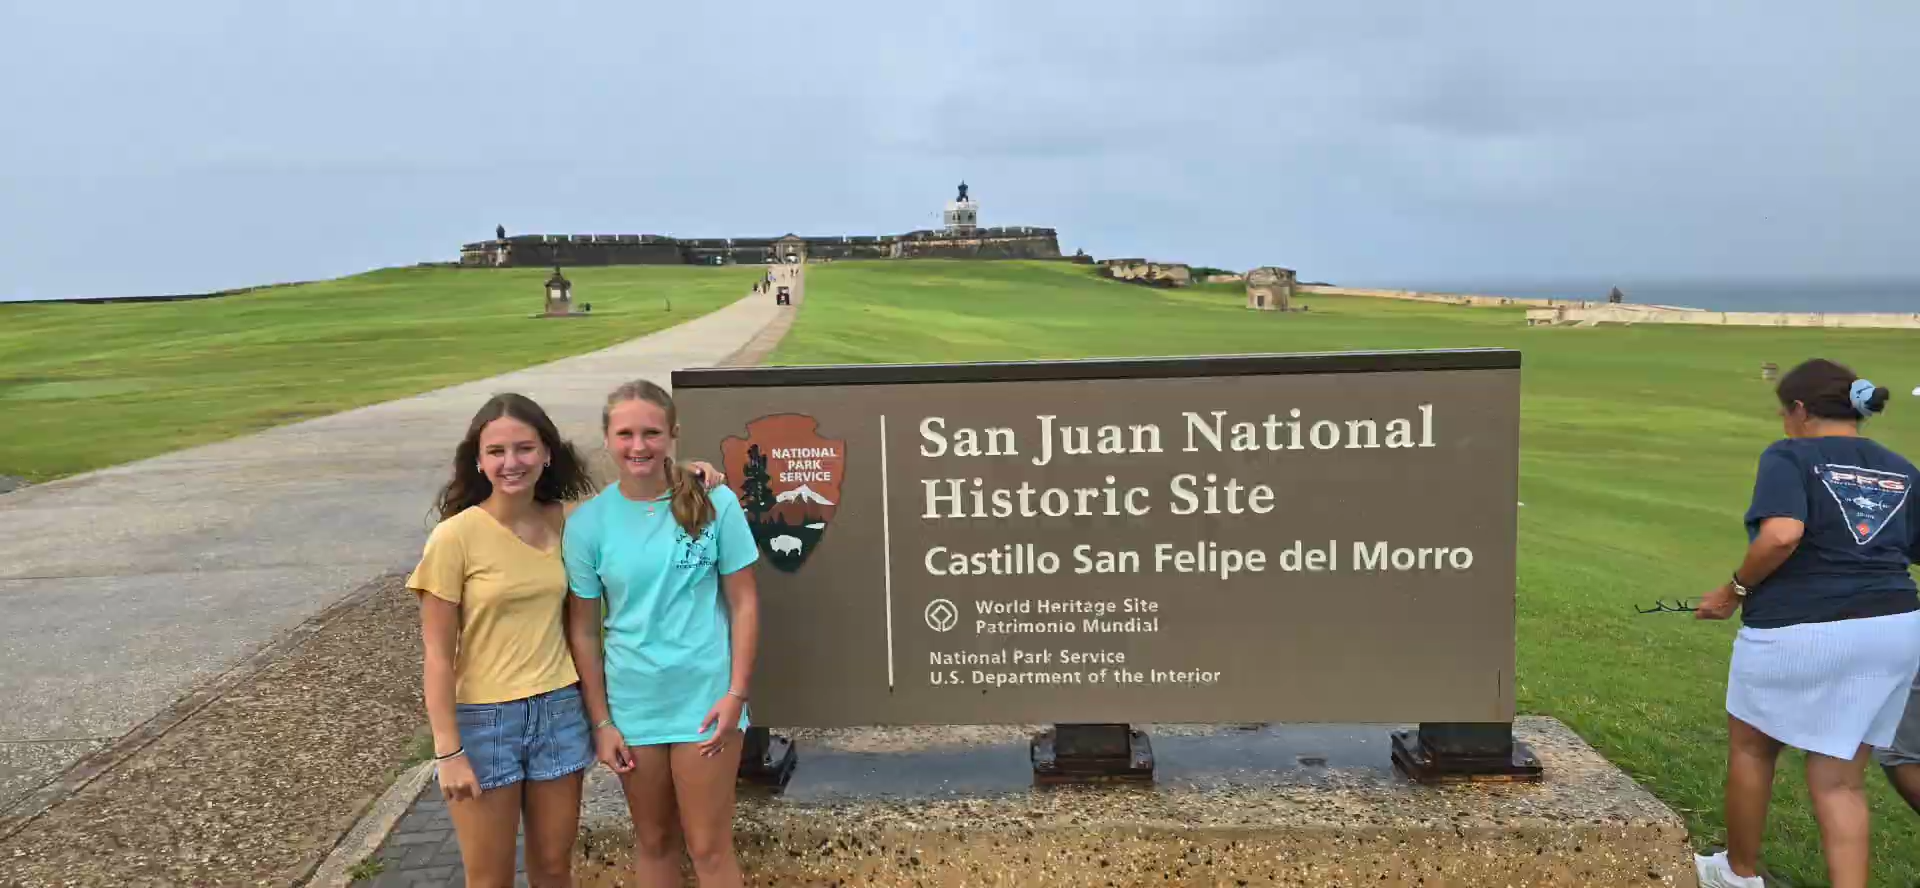 NATIONAL
PARK
SERVICE
San Juan National
Historic Site
Castillo San Felipe del Morro
World Heritage Site
Patrimonio Mundial
National Park Service
U.S. Department of the Interior
PFG